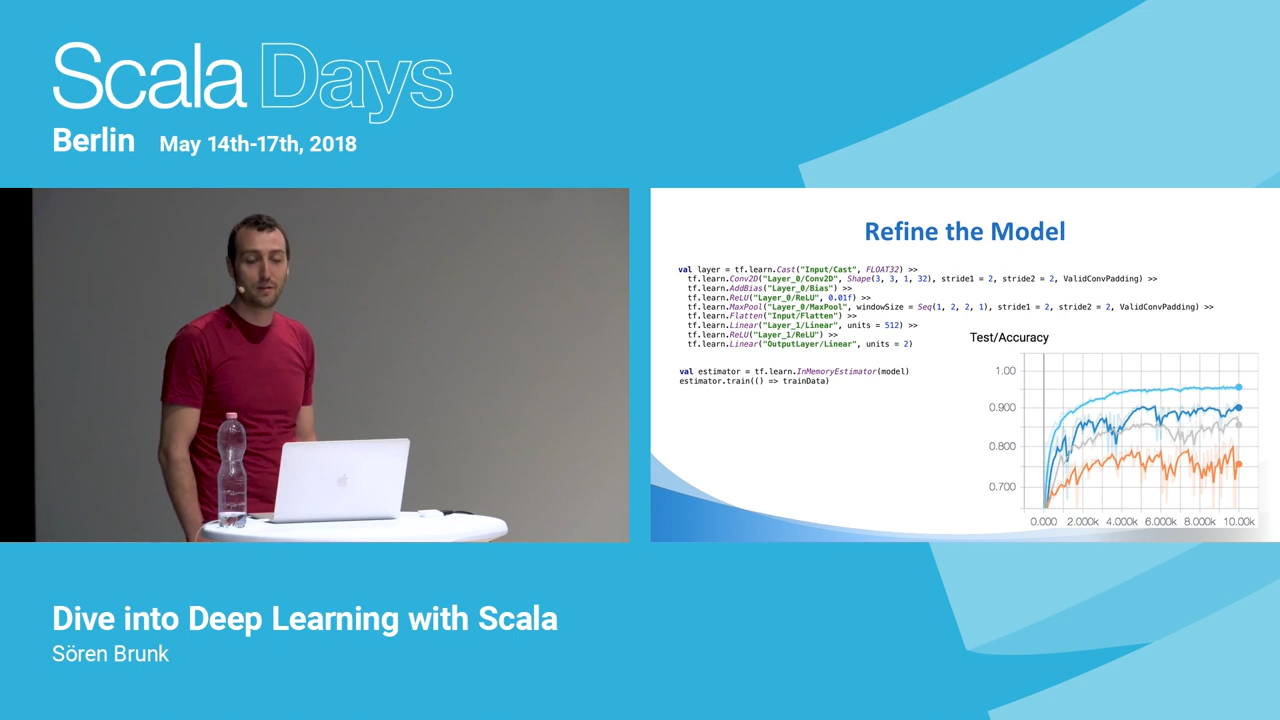 Scala Days
Berlin May 14th-17th, 2018
Refine the Model
val layer = tf.learn.Cast("Input/Cast", FLOAT32) >>
tf.learn.Conv2D("Layer_0/Conv2D", Shape(3, 3, 1, 32), stride1 = 2, stride2 = 2, ValidConvPadding) >>
tf.learn.AddBias("Layer_0/Bias") >>
tf.learn.ReLU("Layer_0/ReLU", 0.01f) >>
tf.learn.MaxPool("Layer_0/MaxPool", windowSize = Seq(1, 2, 2, 1), stride1 = 2, stride2 = 2, ValidConvPadding) >>
tf.learn.Flatten("Input/Flatten") >>
tf.learn.Linear("Layer_1/Linear", units = 512) >>
tf.learn.ReLU("Layer_1/ReLU") >>
tf.learn.Linear("OutputLayer/Linear", units = 2)
val estimator = tf.learn.InMemoryEstimator(model)
estimator.train(() => trainData)
Test/Accuracy
1.00
0.900
0.800
0.700
0.000 2.000k 4.000k 6.000k 8.000k 10.00k
Dive into Deep Learning with Scala
Sören Brunk